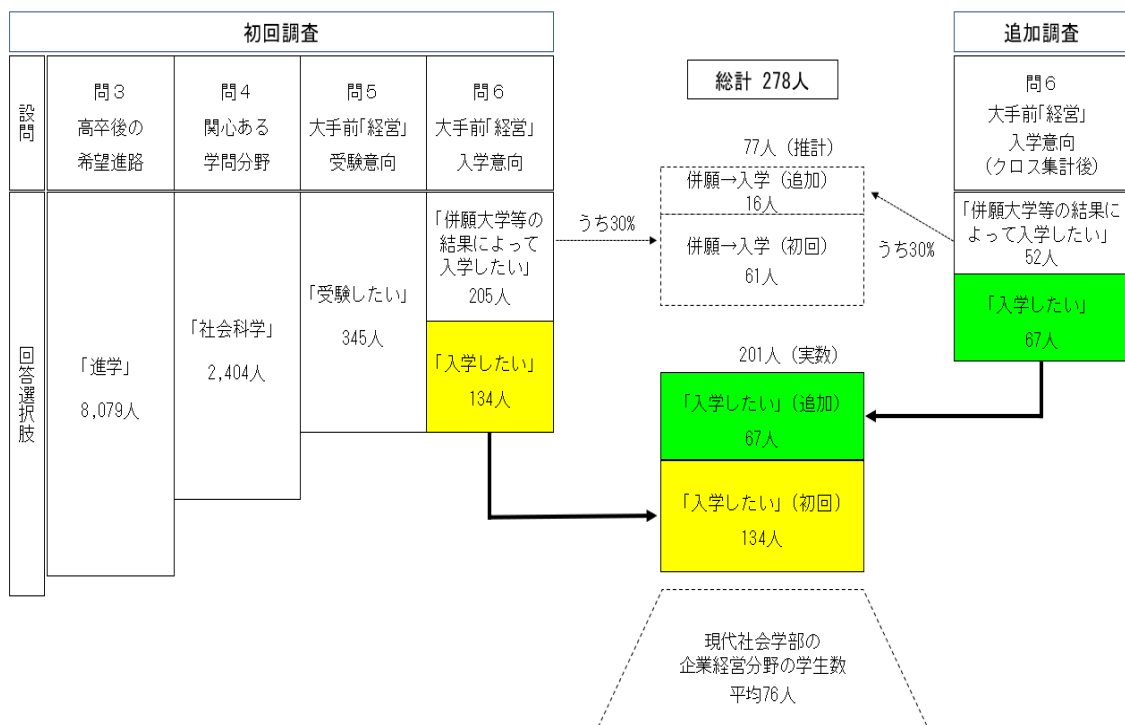 初回調査
追加調査
設問
問3
高卒後の
希望進路
問4
関心ある
学問分野
問5
大手前「経営」
受験意向
問6
大手前「経営」
入学意向
総計 278人
問6
大手前「経営」
入学意向
(クロス集計後)
回答選択肢
「進学」
8,079人
「社会科学」
2,404人
「受験したい」
345人
「併願大学等の
結果によって
入学したい」
205人
「入学したい」
134人
うち30%
77人（推計）
併願→入学（追加）
16人
併願→入学（初回）
61人
うち30%
「併願大学等の結果に
よって入学したい」
52人
「入学したい」
67人
201人（実数）
「入学したい」（追加）
67人
「入学したい」（初回）
134人
現代社会学部の
企業経営分野の学生数
平均76人